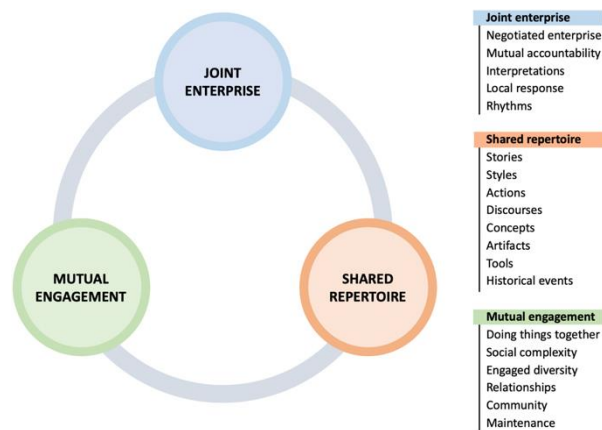 JOINT
ENTERPRISE
MUTUAL
ENGAGEMENT
SHARED
REPERTOIRE
Joint enterprise
Negotiated enterprise
Mutual accountability
Interpretations
Local response
Rhythms
Shared repertoire
Stories
Styles
Actions
Discourses
Concepts
Artifacts
Tools
Historical events
Mutual engagement
Doing things together
Social complexity
Engaged diversity
Relationships
Community
Maintenance